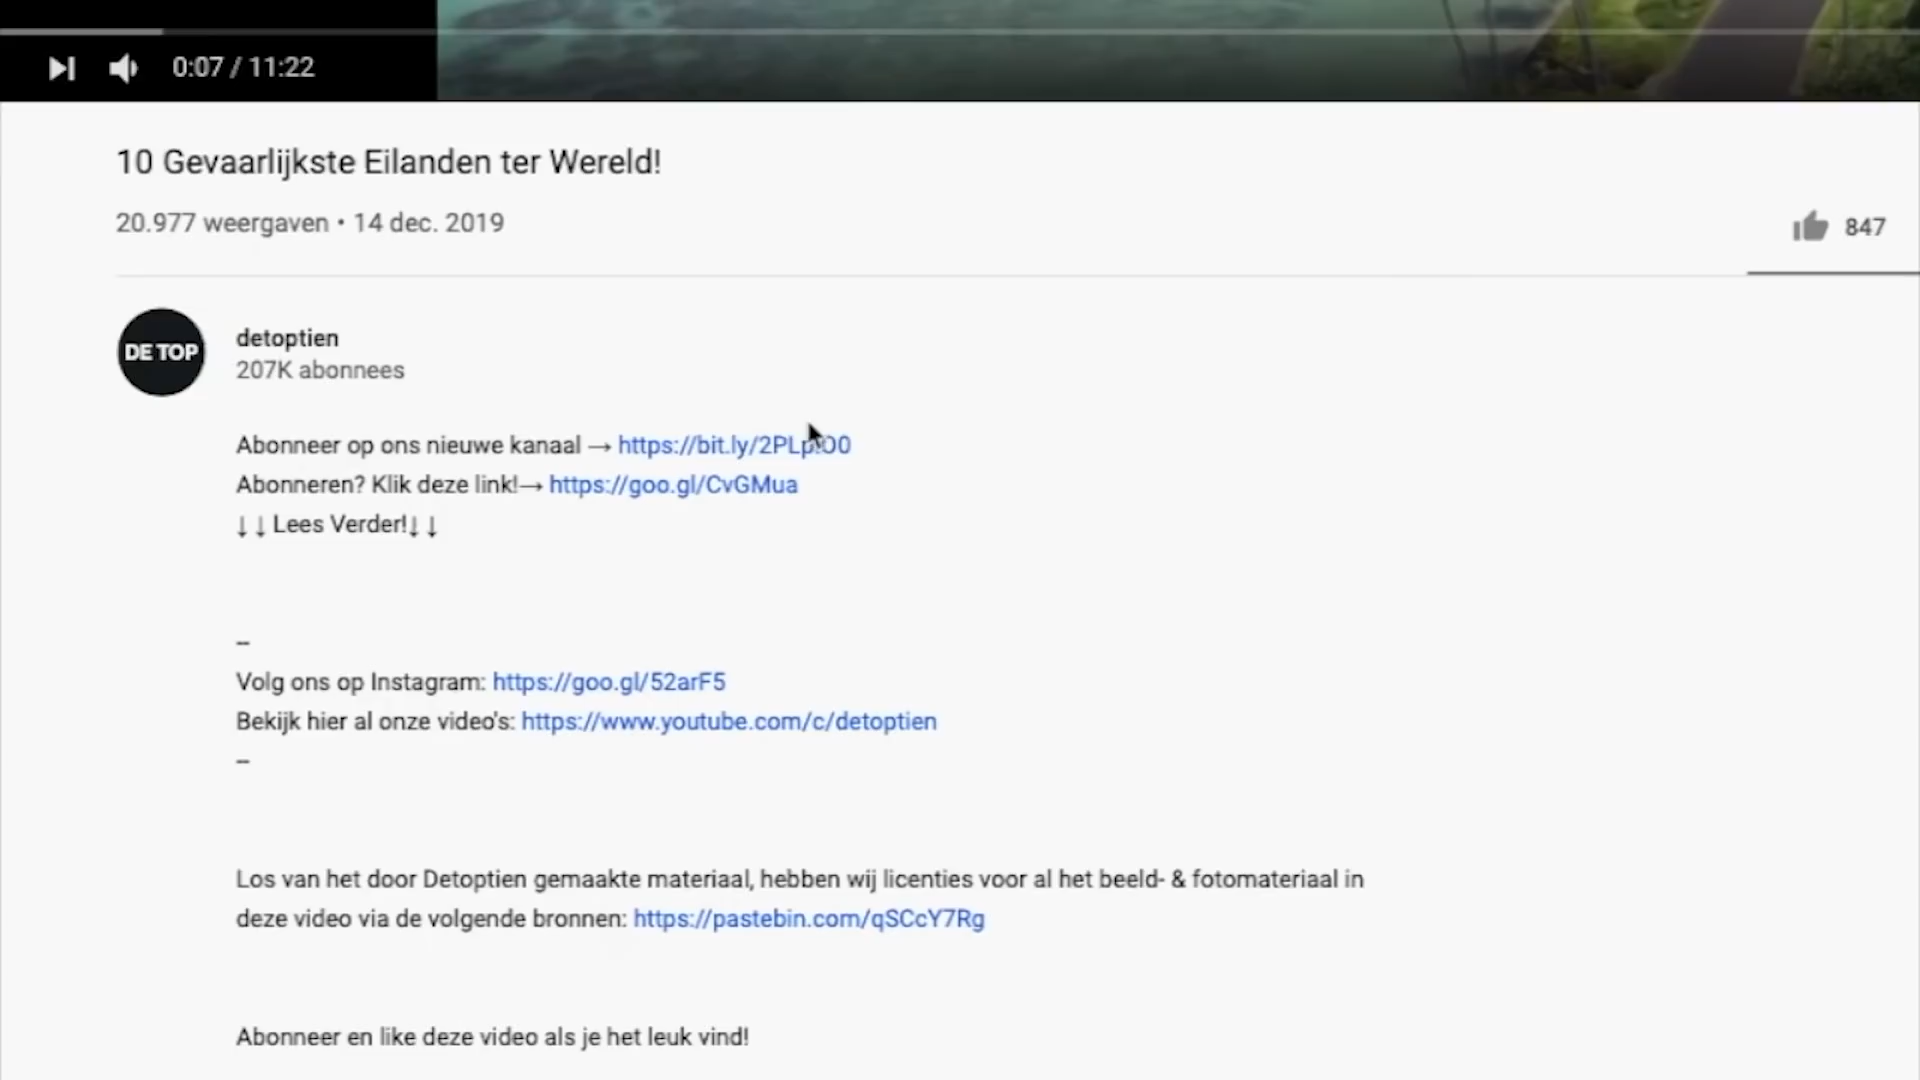 0:07 / 11:22
10 Gevaarlijkste Eilanden ter Wereld!
20.977 weergaven • 14 dec. 2019
847
DE TOP
detoptien
207K abonnees
Abonneer op ons nieuwe kanaal →
Abonneren? Klik deze link!→ https://goo.gl/CvGMua
↓↓ Lees Verder!↓↓
--
Volg ons op Instagram: https://goo.gl/52arF5
Bekijk hier al onze video's: https://www.youtube.com/c/detoptien
--
Los van het door Detoptien gemaakte materiaal, hebben wij licenties voor al het beeld- & fotomateriaal in
deze video via de volgende bronnen: https://pastebin.com/qSCcY7Rg
Abonneer en like deze video als je het leuk vind!